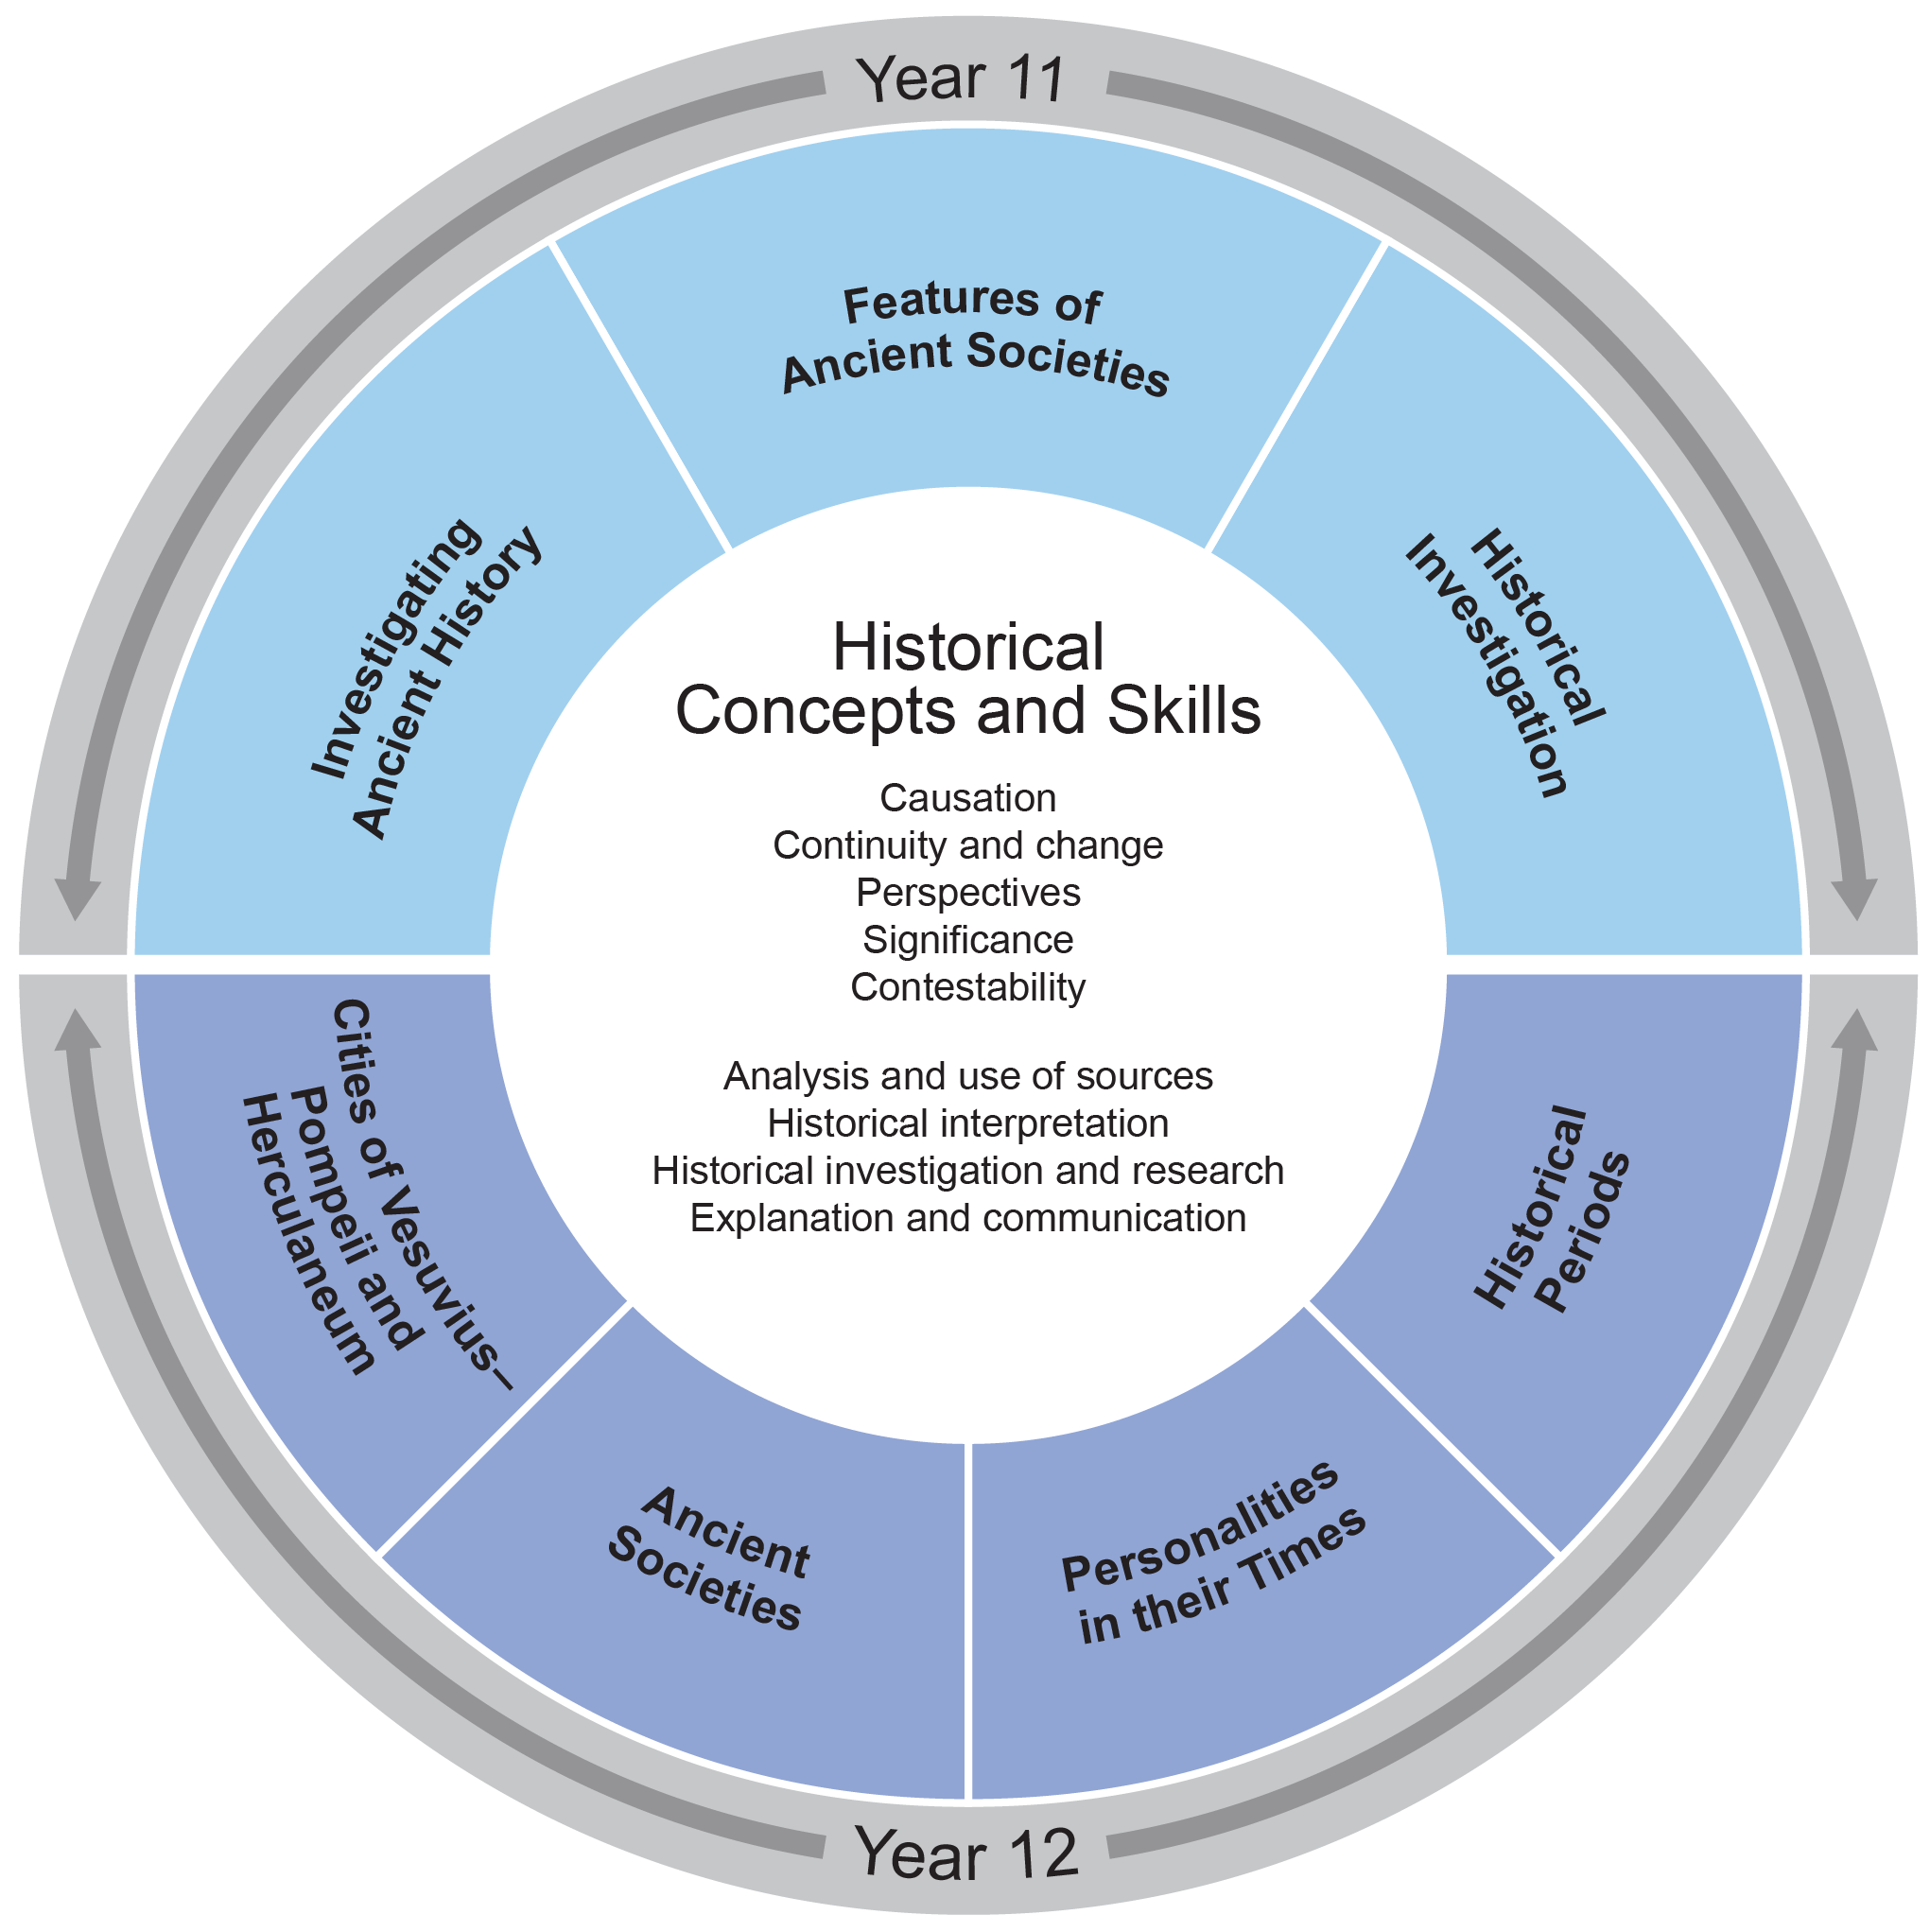 Year 11
Investigating
Ancient History
Features of
Ancient Societies
Historical
Investigation
Historical
Concepts and Skills
Causation
Continuity and change
Perspectives
Significance
Contestability
Analysis and use of sources
Historical interpretation
Historical investigation and research
Explanation and communication
Cities of Vesuvius–
Pompeii and
Herculaneum
Ancient
Societies
Personalities
in their Times
Historical
Periods
Year 12